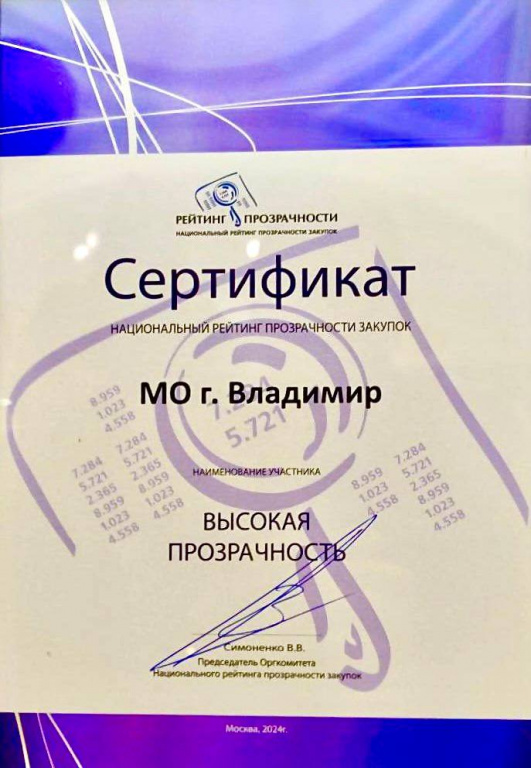 РЕЙТИНГ ПРОЗРАЧНОСТИ
НАЦИОНАЛЬНЫЙ РЕЙТИНГ ПРОЗРАЧНОСТИ ЗАКУПОК
Сертификат
НАЦИОНАЛЬНЫЙ РЕЙТИНГ ПРОЗРАЧНОСТИ ЗАКУПОК
МО г. Владимир
7.284
5.721
8.959
1.023
4.558
7.284 7.284
5.721 5.721
2.365 2.365
8.959 8.959
1.023 1.023
4.558 4.558
НАИМЕНОВАНИЕ УЧАСТНИКА
8.959 7.284
1.023 5.721
4.558 2.365
8.959
1.023
4.558
ВЫСОКАЯ
ПРОЗРАЧНОСТЬ
Симоненко В.В.
Председатель Оргкомитета
Национального рейтинга прозрачности закупок
Москва, 2024г.